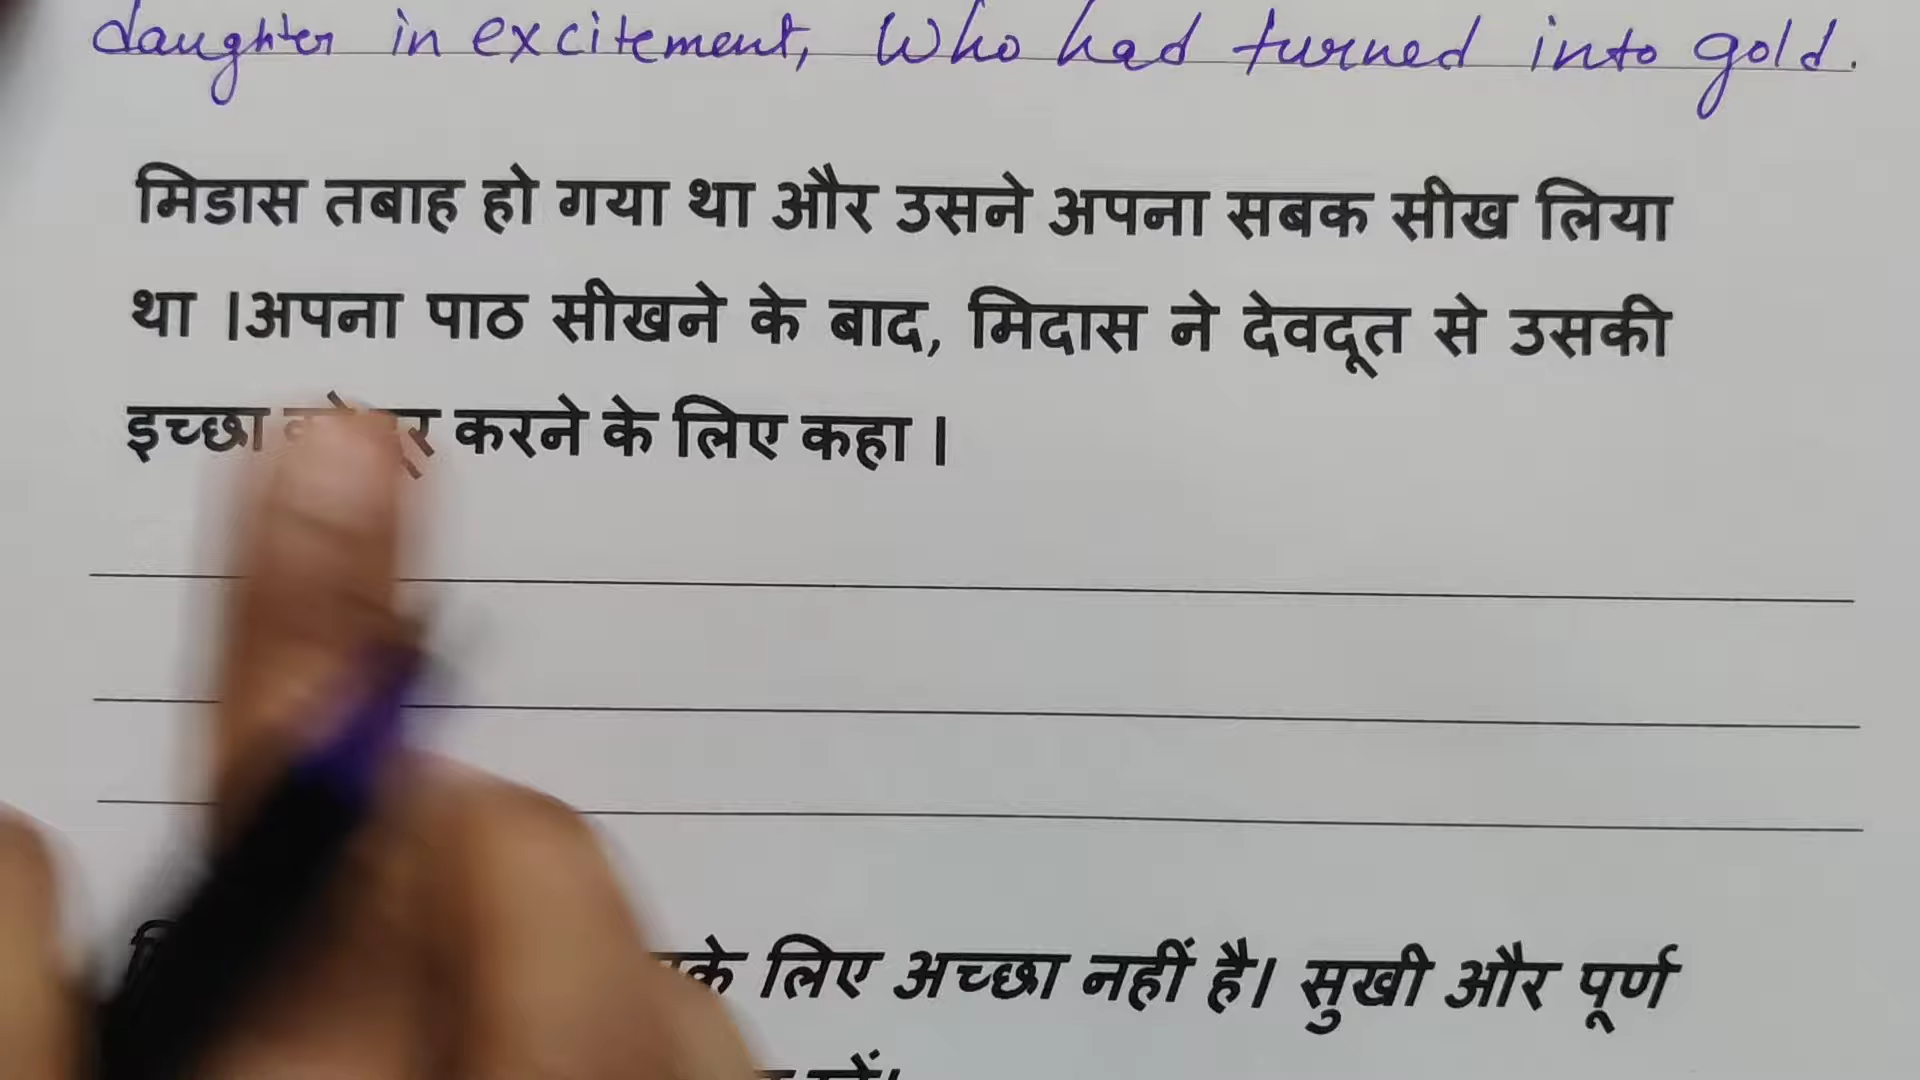 daughter in excitement, who had turned into gold.
मिडास तबाह हो गया था और उसने अपना सबक सीख लिया
था ।अपना पाठ सीखने के बाद, मिदास ने देवदूत से उसकी
इच्छा करने के लिए कहा ।
के लिए अच्छा नहीं है। सुखी और पूर्ण